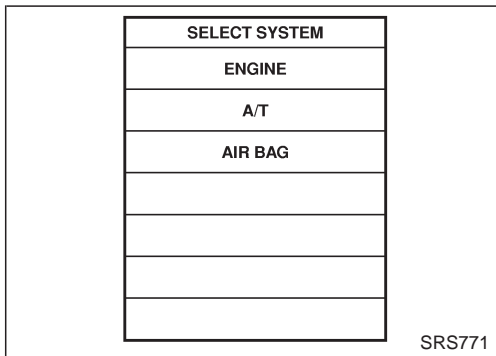 SELECT SYSTEM
ENGINE
A/T
AIR BAG
SRS771